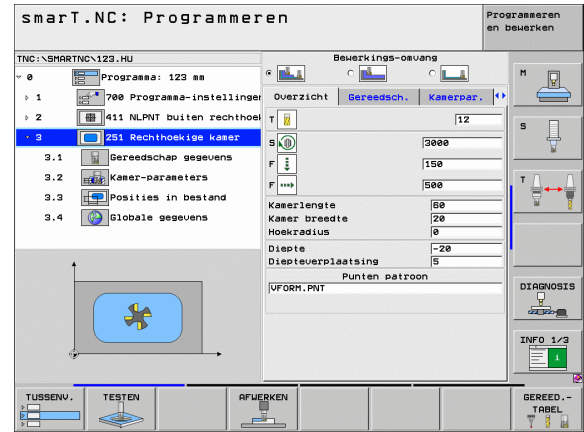 smarT.NC: Programmeren
Programmeren
en bewerken
TNC:\SMARTNC\123.HU
Bewerkings-omvang
0 Programma: 123 mm
1 700 Programma-instellinger
2 411 NLPNT buiten rechthoek
3 251 Rechthoekige kamer
3.1 Gereedschap gegevens
3.2 Kamer-parameters
3.3 Posities in bestand
3.4 Globale gegevens
Overzicht Gereedsch. Kamerpar.
T 12
S 3000
F 150
F 500
Kamerlengte 60
Kamer breedte 20
Hoekradius 0
Diepte -20
Diepteverplaatsing 5
Punten patroon
VFORM.PNT
M
S
T
DIAGNOSIS
INFO 1/3
TUSSENV.
TESTEN
AFWERKEN
GEREED.-
TABEL